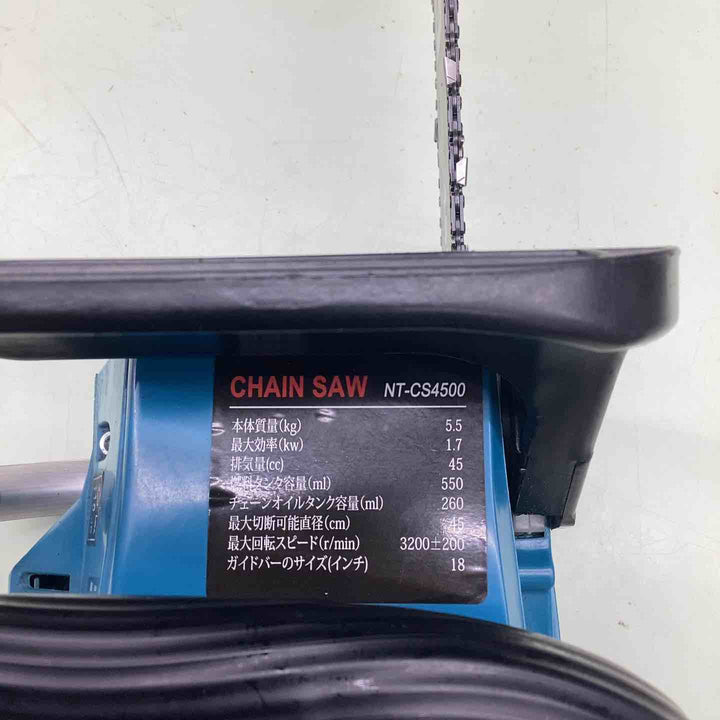 CHAIN SAW NT-CS4500
本体質量(kg) 5.5
最大効率(kw) 1.7
排気量(cc) 45
燃料タンク容量(ml) 550
チェーンオイルタンク容量(ml) 260
最大切断可能直径(cm) 45
最大回転スピード(r/min) 3200±200
ガイドバーのサイズ(インチ) 18